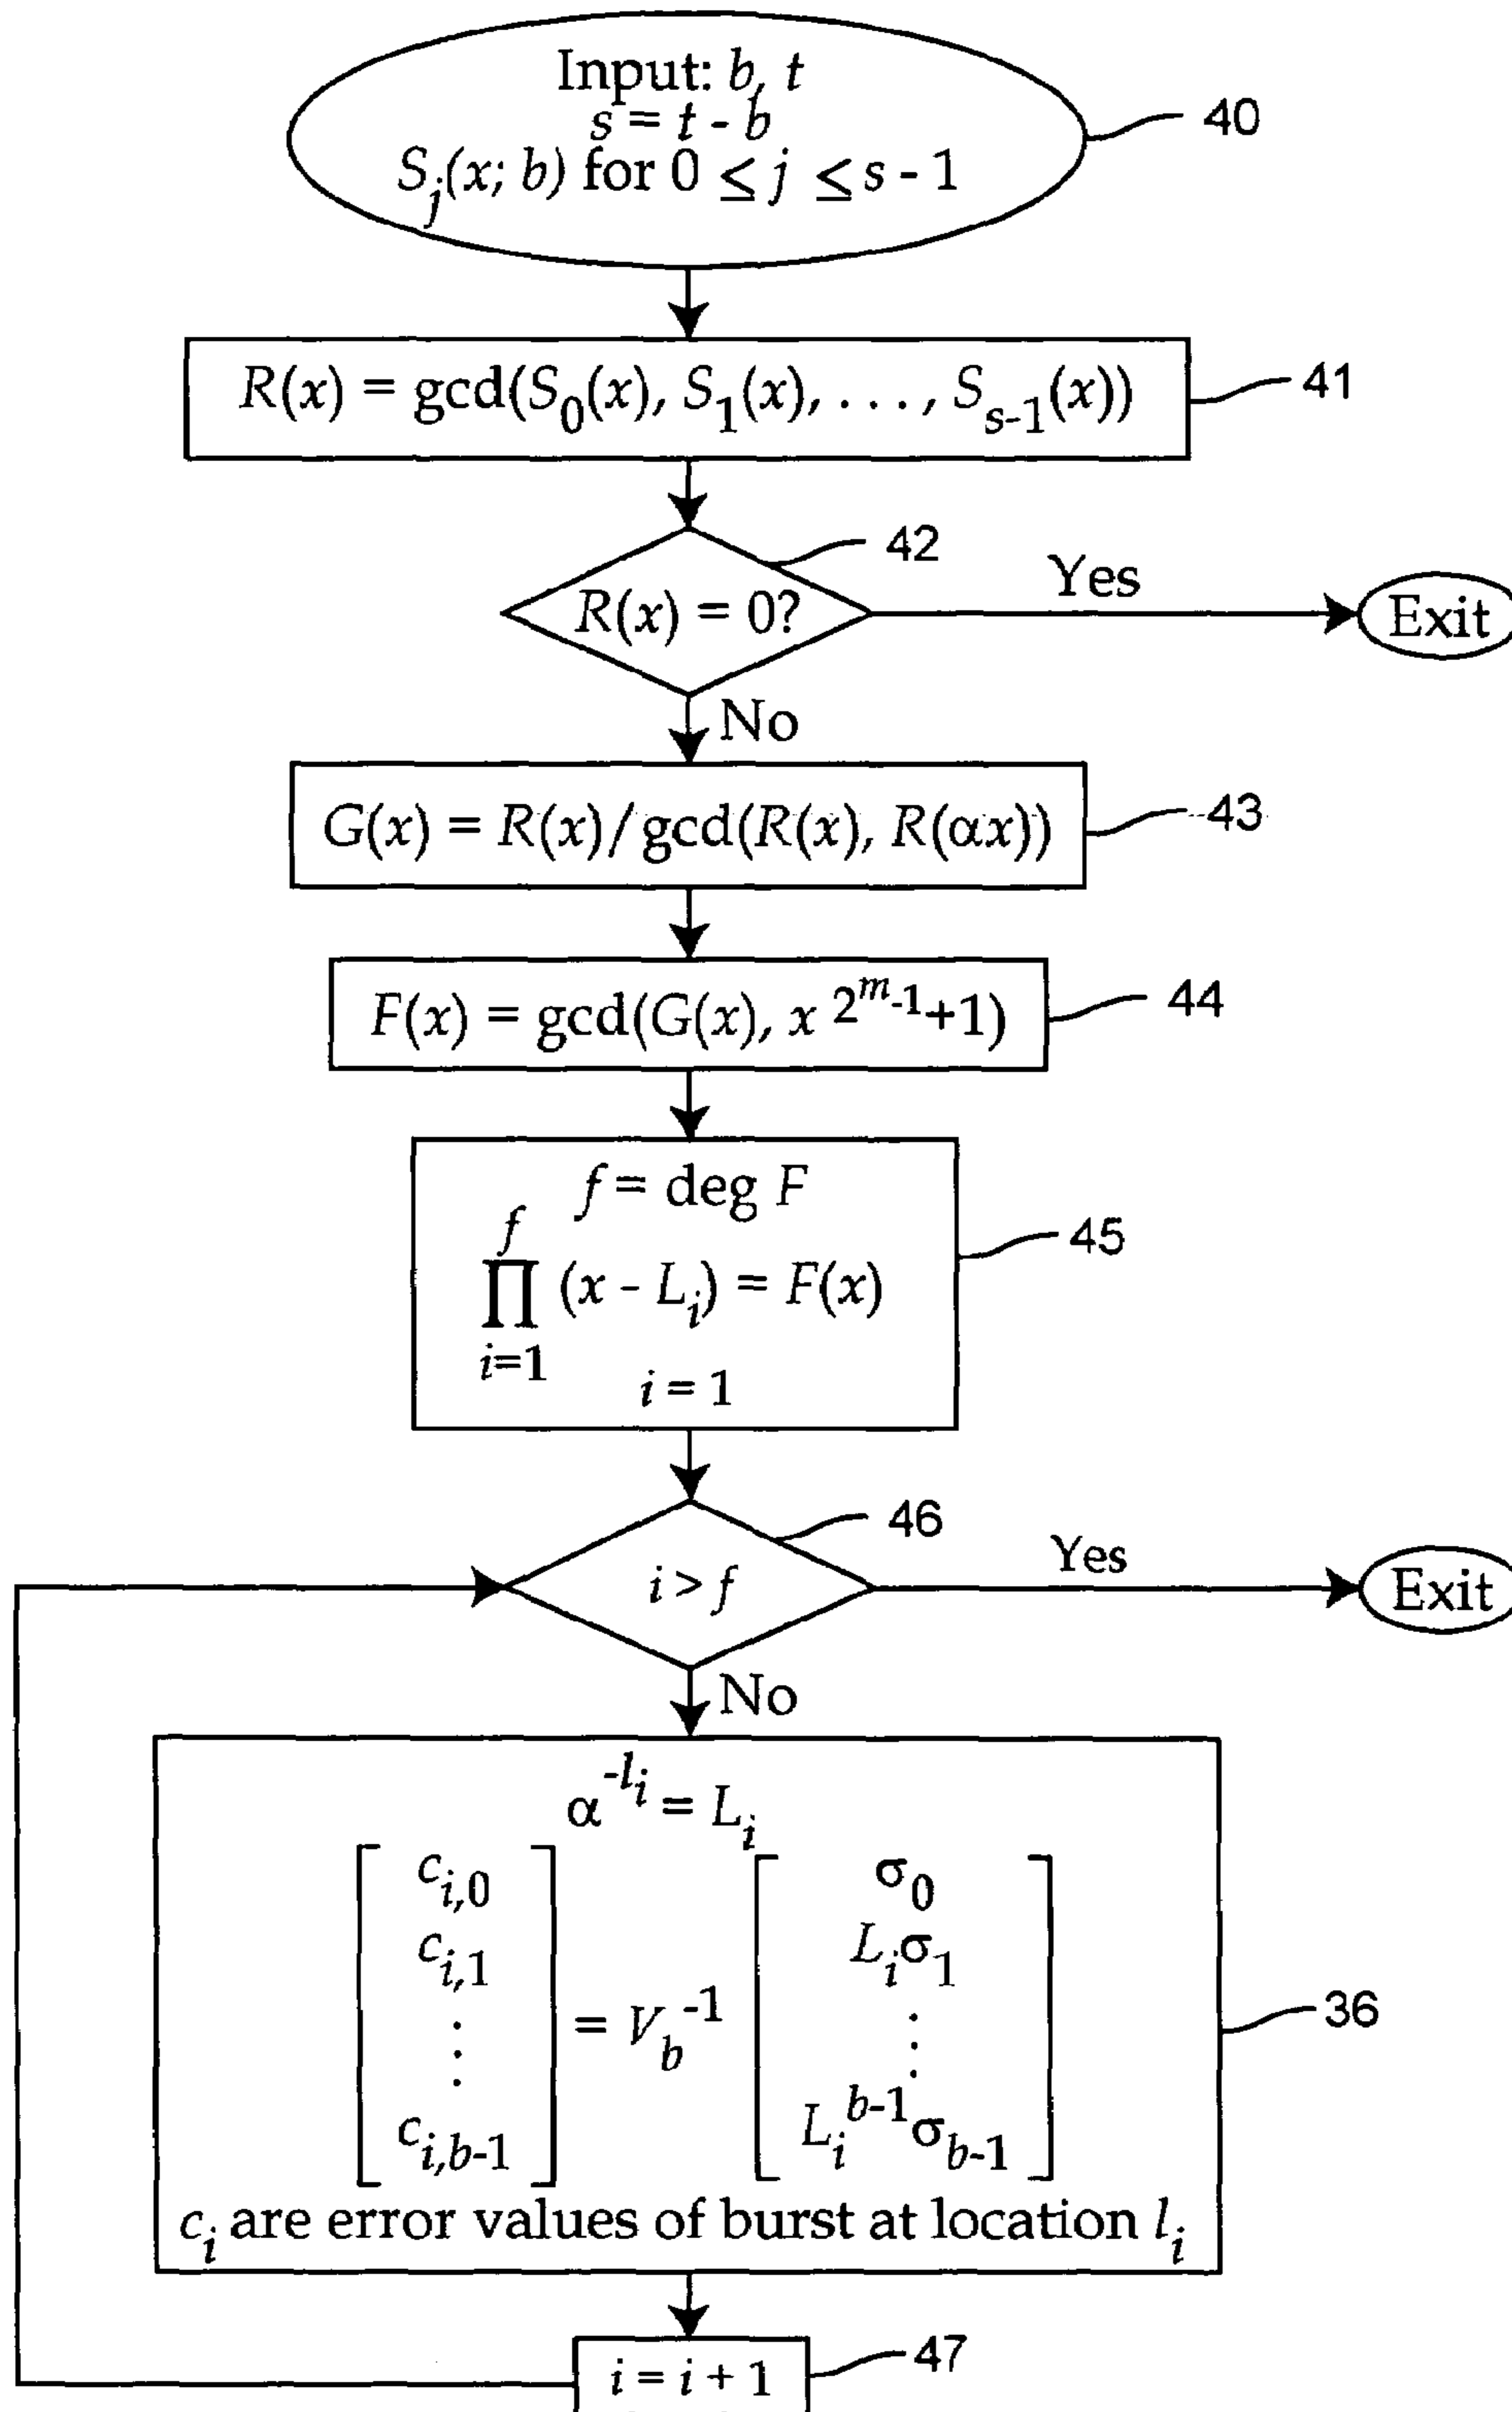 Input: b, t
s = t - b
S_j(x; b) for 0 ≤ j ≤ s - 1
40
R(x) = gcd(S_0(x), S_1(x), . . . , S_{s-1}(x))
41
42
R(x) = 0?
Yes
Exit
No
G(x) = R(x)/gcd(R(x), R(αx))
43
F(x) = gcd(G(x), x^{2^m-1}+1)
44
f = deg F
∏_{i=1}^{f} (x - L_i) = F(x)
i = 1
45
46
i > f
Yes
Exit
No
α^{-l_i} = L_i
[c_{i,0} c_{i,1} ⋮ c_{i,b-1}] = V_b^{-1} [σ_0 L_iσ_1 ⋮ L_i^{b-1}σ_{b-1}]
36
c_i are error values of burst at location l_i
i = i + 1
47